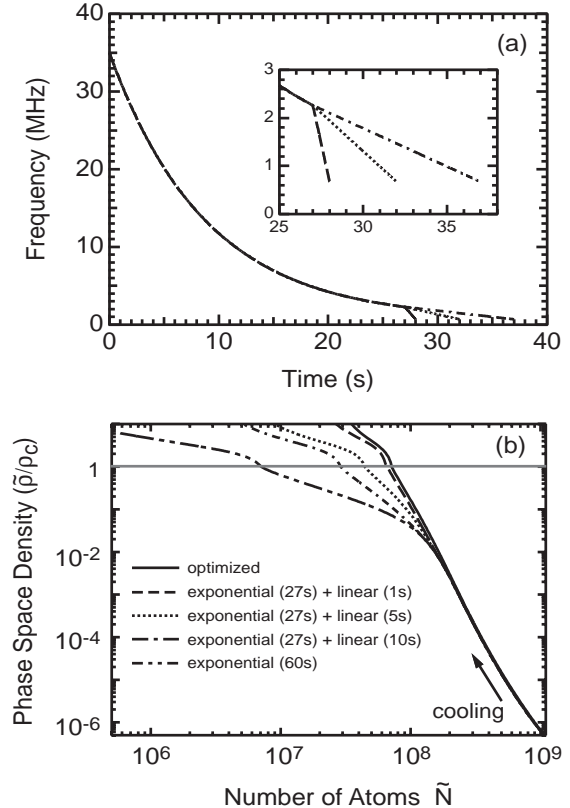 40
30
20
10
0
Frequency (MHz)
(a)
3
2
1
0
25
30
35
0
10
20
30
40
Time (s)
(b)
1
10-2
10-4
10-6
Phase Space Density (ρ̃/ρc)
optimized
exponential (27s) + linear (1s)
exponential (27s) + linear (5s)
exponential (27s) + linear (10s)
exponential (60s)
cooling
10⁶
10⁷
10⁸
10⁹
Number of Atoms Ñ